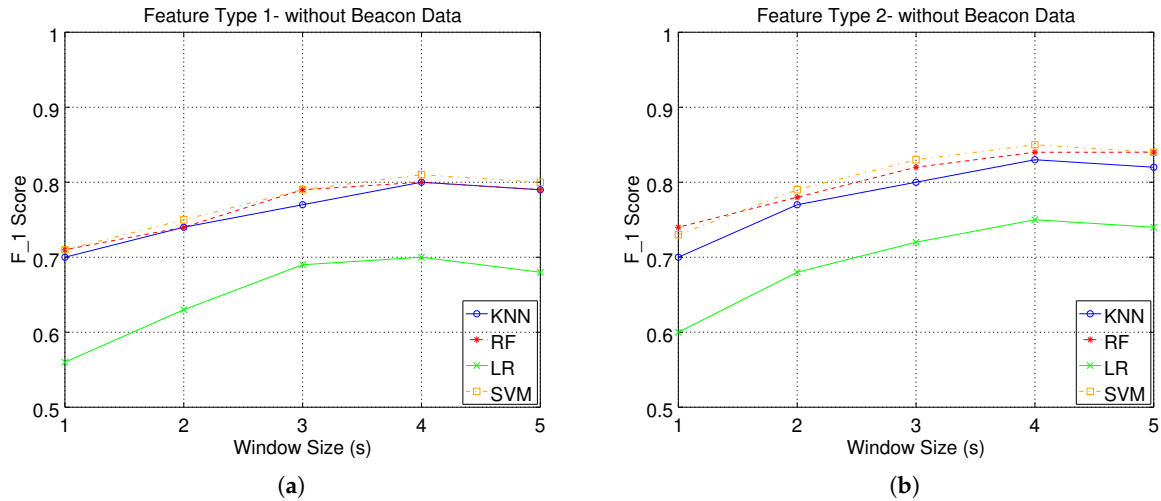 Feature Type 1- without Beacon Data
1
0.9
0.8
0.7
0.6
0.5
F_1 Score
1 2 3 4 5
Window Size (s)
KNN
RF
LR
SVM
(a)
Feature Type 2- without Beacon Data
1
0.9
0.8
0.7
0.6
0.5
F_1 Score
1 2 3 4 5
Window Size (s)
KNN
RF
LR
SVM
(b)